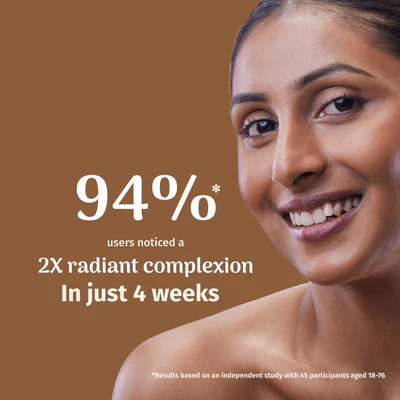 94%*
users noticed a
2X radiant complexion
In just 4 weeks
*Results based on an independent study with 45 participants aged 18-76